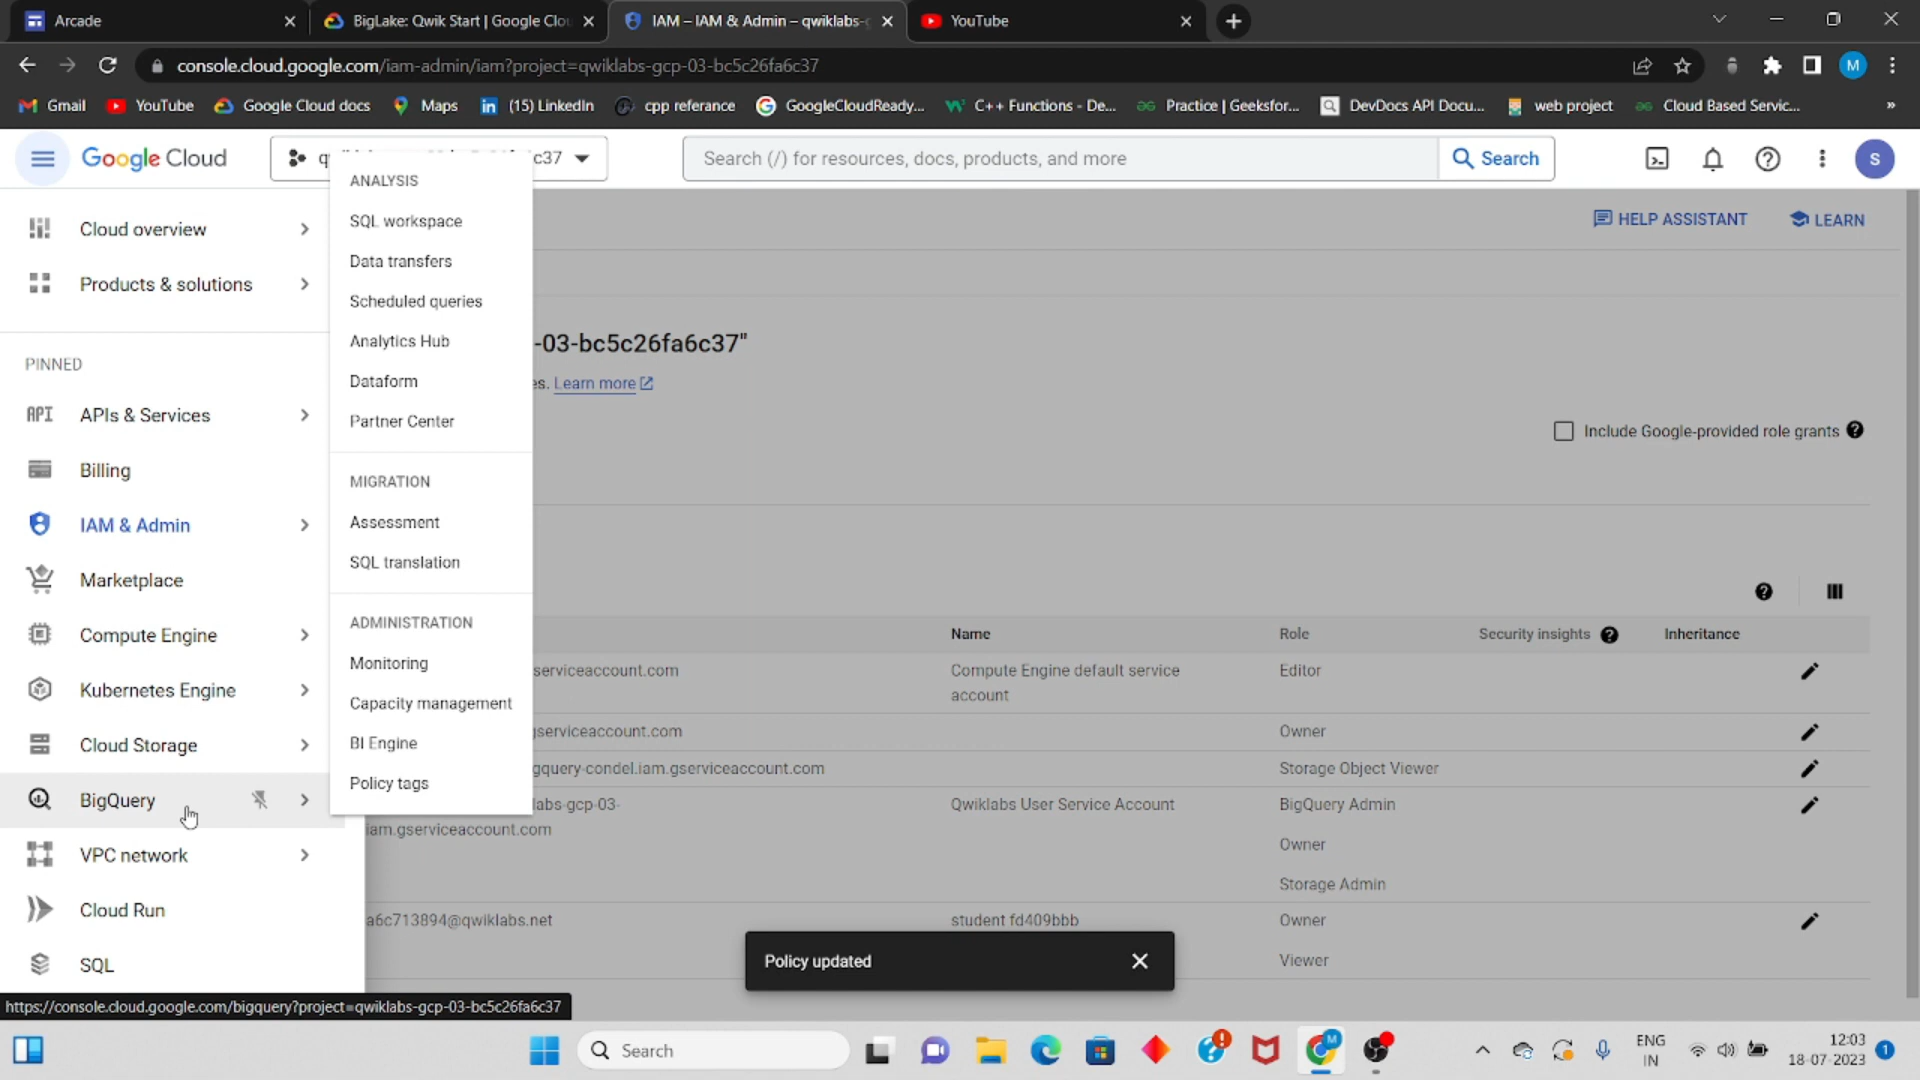 Arcade
BigLake: Qwik Start | Google Clo
IAM – IAM & Admin – qwiklabs-
YouTube
console.cloud.google.com/iam-admin/iam?project=qwiklabs-gcp-03-bc5c26fa6c37
M
Gmail
YouTube
Google Cloud docs
Maps
(15) LinkedIn
cpp referance
GoogleCloudReady...
C++ Functions - De...
Practice | Geeksfor...
DevDocs API Docu...
web project
Cloud Based Servic...
»
Google Cloud
c37
Search (/) for resources, docs, products, and more
Search
S
Cloud overview
Products & solutions
PINNED
API APIs & Services
Billing
IAM & Admin
Marketplace
Compute Engine
Kubernetes Engine
Cloud Storage
BigQuery
VPC network
Cloud Run
SQL
ANALYSIS
SQL workspace
Data transfers
Scheduled queries
Analytics Hub
Dataform
Partner Center
MIGRATION
Assessment
SQL translation
ADMINISTRATION
Monitoring
Capacity management
BI Engine
Policy tags
HELP ASSISTANT
LEARN
-03-bc5c26fa6c37"
es. Learn more
Include Google-provided role grants
Name Role Security insights Inheritance
serviceaccount.com Compute Engine default service account Editor
gserviceaccount.com Owner
gquery-condel.iam.gserviceaccount.com Storage Object Viewer
labs-gcp-03- Qwiklabs User Service Account BigQuery Admin
iam.gserviceaccount.com
Owner
Storage Admin
a6c713894@qwiklabs.net student fd409bbb Owner
Viewer
Policy updated
https://console.cloud.google.com/bigquery?project=qwiklabs-gcp-03-bc5c26fa6c37
Search
ENG
IN
12:03
18-07-2023
1